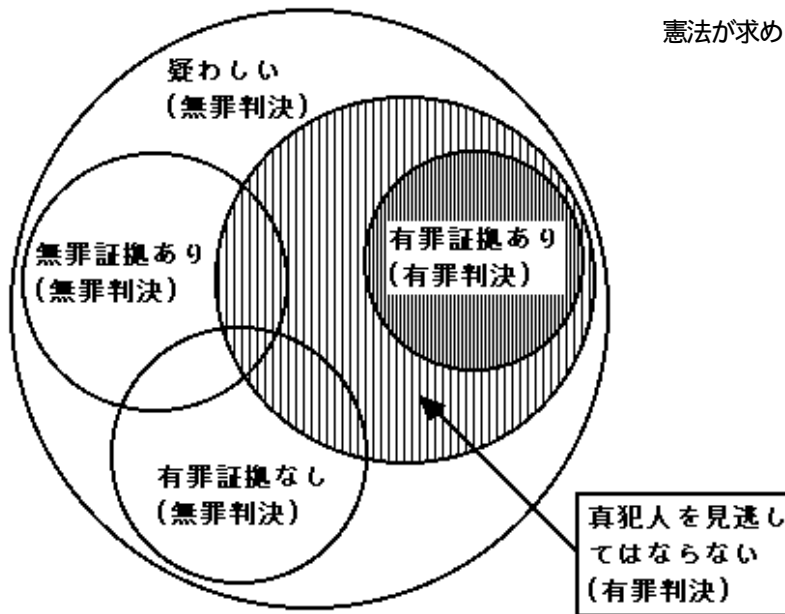 憲法が求め
疑わしい
(無罪判決)
無罪証拠あり
(無罪判決)
有罪証拠あり
(有罪判決)
有罪証拠なし
(無罪判決)
真犯人を見逃し
てはならない
(有罪判決)